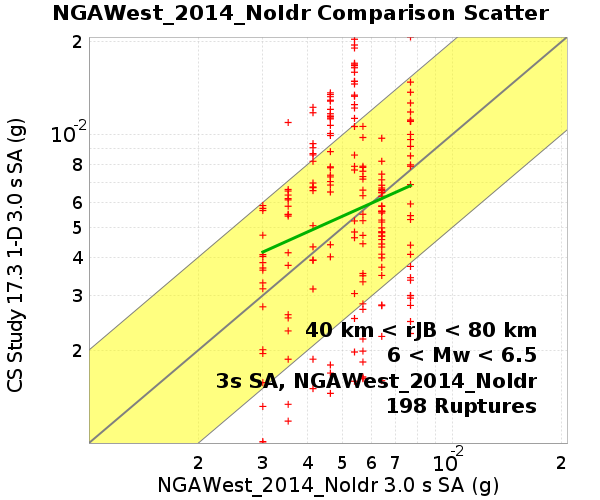 NGAWest_2014_NoIdr Comparison Scatter
CS Study 17.3 1-D 3.0 s SA (g)
2
10⁻²
8
6
5
4
3
2
40 km < rJB < 80 km
6 < Mw < 6.5
3s SA, NGAWest_2014_NoIdr
198 Ruptures
2 3 4 5 6 7 10⁻² 2
NGAWest_2014_NoIdr 3.0 s SA (g)